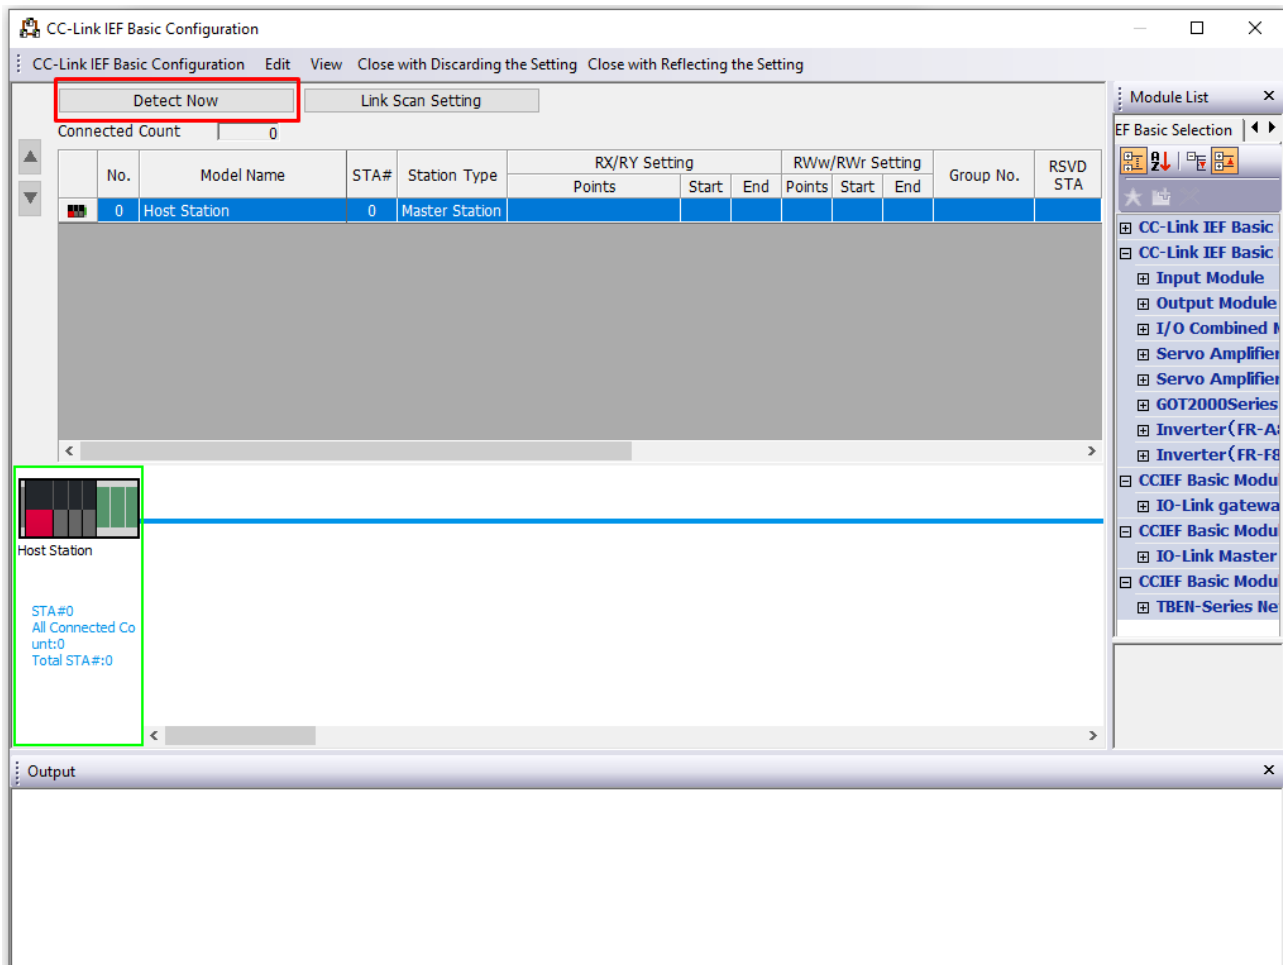 CC-Link IEF Basic Configuration
CC-Link IEF Basic Configuration Edit View Close with Discarding the Setting Close with Reflecting the Setting
Detect Now Link Scan Setting
Connected Count 0
No. Model Name STA# Station Type RX/RY Setting RWw/RWr Setting Group No. RSVD STA
Points Start End Points Start End
0 Host Station 0 Master Station
Host Station
STA#0
All Connected Co
unt:0
Total STA#:0
Module List
EF Basic Selection
CC-Link IEF Basic
CC-Link IEF Basic
Input Module
Output Module
I/O Combined
Servo Amplifier
Servo Amplifier
GOT2000Series
Inverter(FR-A
Inverter(FR-F8
CCIEF Basic Modu
IO-Link gatewa
CCIEF Basic Modu
IO-Link Master
CCIEF Basic Modu
TBEN-Series Ne
Output